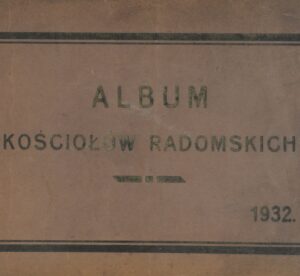 ALBUM
KOŚCIOŁÓW RADOMSKICH
1932.